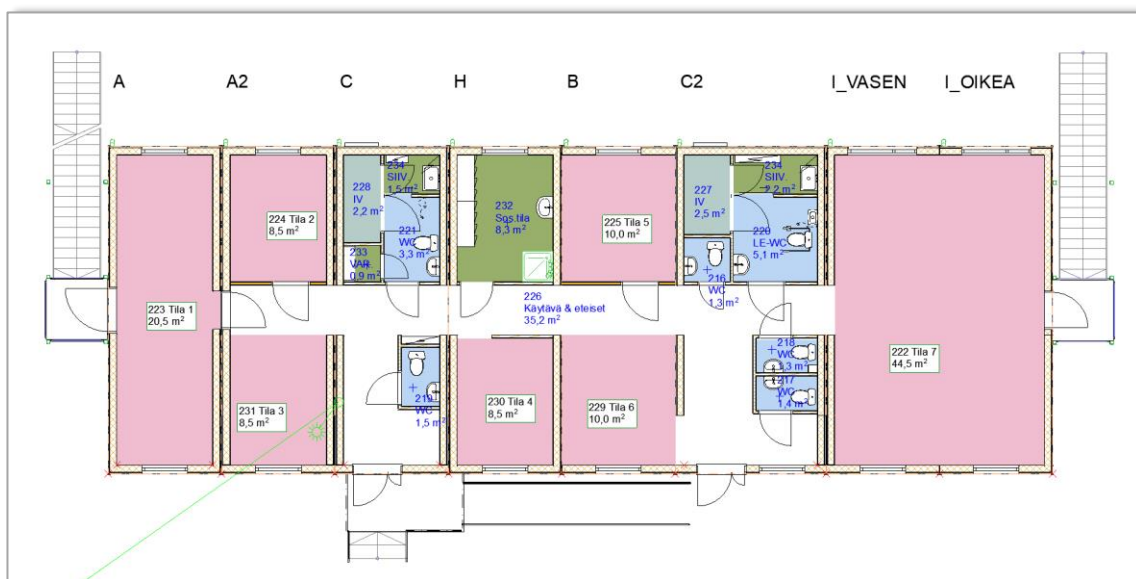 A A2 C H B C2 I_VASEN I_OIKEA
234
SIIV.
1,5 m²
228
IV
2,2 m²
221
WC
3,3 m²
233
VAR.
0,9 m²
224 Tila 2
8,5 m²
232
Sos.tila
8,3 m²
225 Tila 5
10,0 m²
227
IV
2,5 m²
234
SIIV.
2,2 m²
220
LE-WC
5,1 m²
216
WC
1,3 m²
223 Tila 1
20,5 m²
226
Käytävä & eteiset
35,2 m²
218
WC
1,3 m²
217
WC
1,4 m²
222 Tila 7
44,5 m²
231 Tila 3
8,5 m²
219
WC
1,5 m²
230 Tila 4
8,5 m²
229 Tila 6
10,0 m²